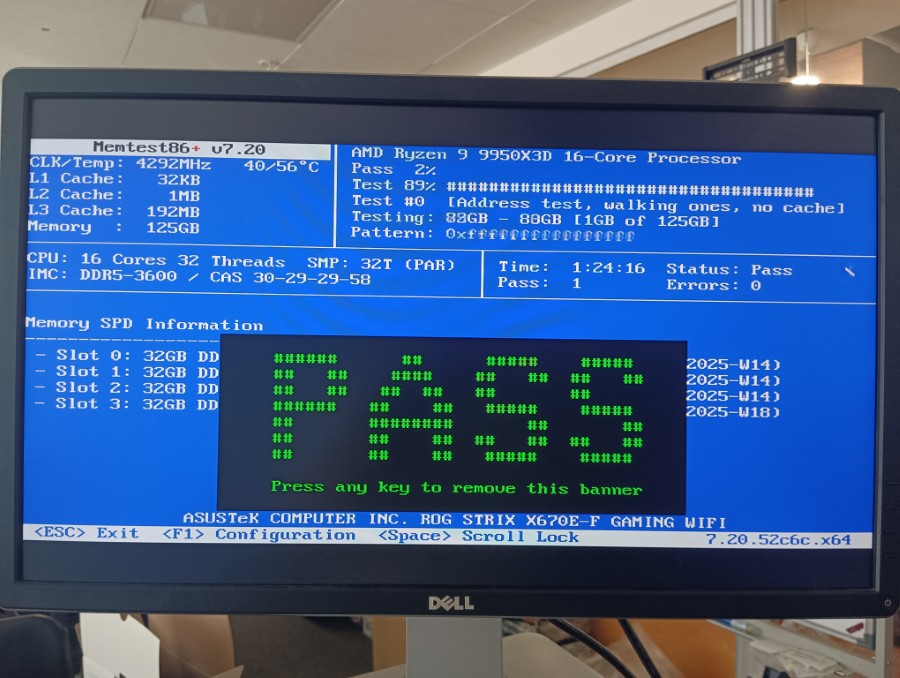 Memtest86+ v7.20
CLK/Temp: 4292MHz 40/56°C
L1 Cache: 32KB
L2 Cache: 1MB
L3 Cache: 192MB
Memory : 125GB
AMD Ryzen 9 9950X3D 16-Core Processor
Pass 2%
Test 89% ###################################
Test #0 [Address test, walking ones, no cache]
Testing: - 88GB [1GB of 125GB]
Pattern: 0xffffffffffffffff
CPU: 16 Cores 32 Threads SMP: 32T (PAR)
IMC: DDR5-3600 / CAS 30-29-29-58
Time: 1:24:16 Status: Pass \
Pass: 1 Errors: 0
Memory SPD Information
- Slot 0: 32GB DD 2025-W14)
- Slot 1: 32GB DD 2025-W14)
- Slot 2: 32GB DD 2025-W14)
- Slot 3: 32GB DD 2025-W18)
PASS
Press any key to remove this banner
ASUSTeK COMPUTER INC. ROG STRIX X670E-F GAMING WIFI
<ESC> Exit <F1> Configuration <Space> Scroll Lock 7.20.52c6c.x64
DELL